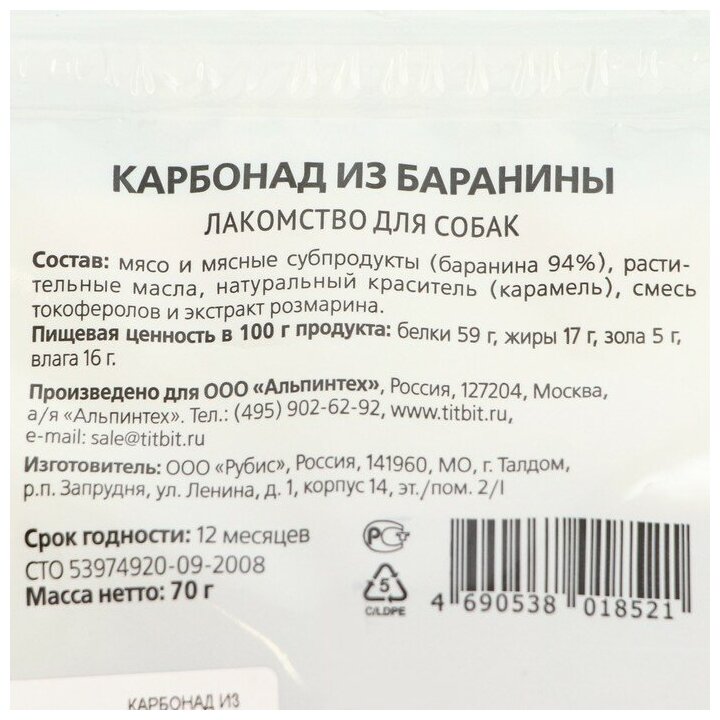 КАРБОНАД ИЗ БАРАНИНЫ
ЛАКОМСТВО ДЛЯ СОБАК
Состав: мясо и мясные субпродукты (баранина 94%), расти-
тельные масла, натуральный краситель (карамель), смесь
токоферолов и экстракт розмарина.
Пищевая ценность в 100 г продукта: белки 59 г, жиры 17 г, зола 5 г,
влага 16 г.
Произведено для ООО «Альпинтех», Россия, 127204, Москва,
а/я «Альпинтех». Тел.: (495) 902-62-92, www.titbit.ru,
e-mail: sale@titbit.ru
Изготовитель: ООО «Рубис», Россия, 141960, МО, г. Талдом,
р.п. Запрудня, ул. Ленина, д. 1, корпус 14, эт./пом. 2/I
Срок годности: 12 месяцев
СТО 53974920-09-2008
Масса нетто: 70 г
РСТ
5
C/LDPE
4 690538 018521
КАРБОНАД ИЗ